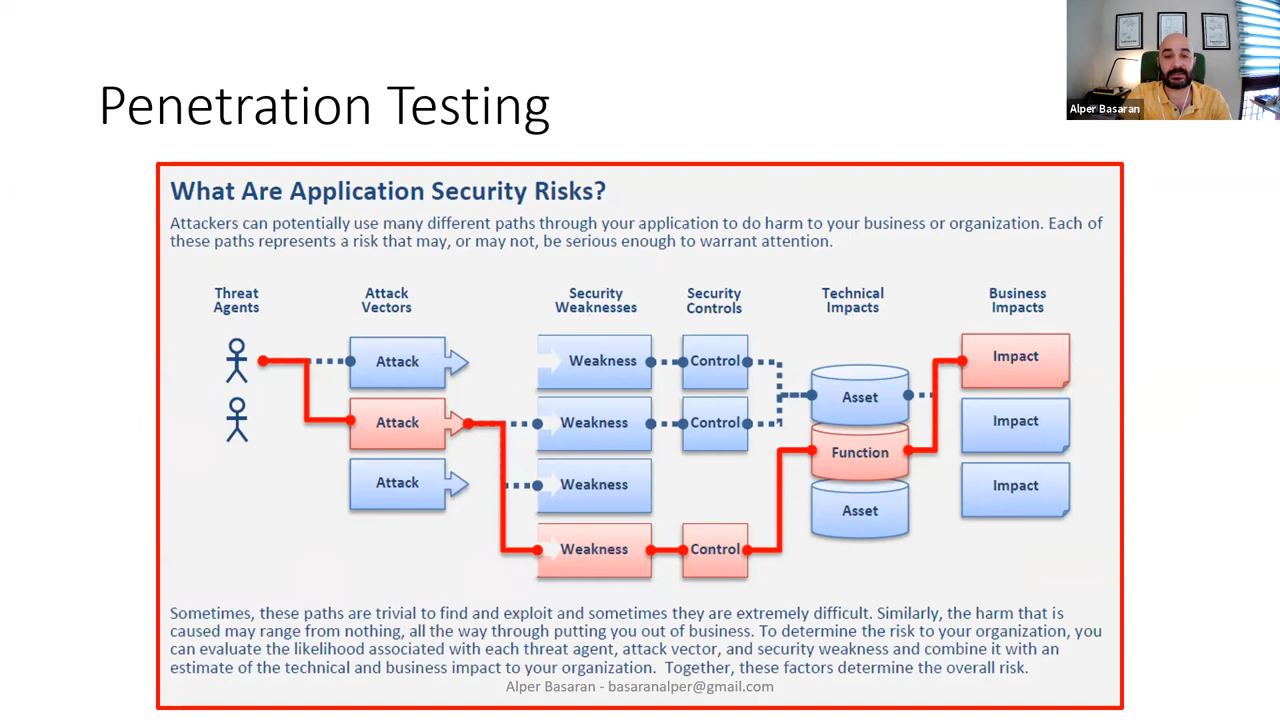 Alper Basaran
Penetration Testing
What Are Application Security Risks?
Attackers can potentially use many different paths through your application to do harm to your business or organization. Each of
these paths represents a risk that may, or may not, be serious enough to warrant attention.
Threat
Agents
Attack
Vectors
Security
Weaknesses
Security
Controls
Technical
Impacts
Business
Impacts
Attack
Weakness
Control
Asset
Impact
Attack
Weakness
Control
Function
Impact
Attack
Weakness
Asset
Impact
Weakness
Control
Sometimes, these paths are trivial to find and exploit and sometimes they are extremely difficult. Similarly, the harm that is
caused may range from nothing, all the way through putting you out of business. To determine the risk to your organization, you
can evaluate the likelihood associated with each threat agent, attack vector, and security weakness and combine it with an
estimate of the technical and business impact to your organization. Together, these factors determine the overall risk.
Alper Basaran - basaranalper@gmail.com